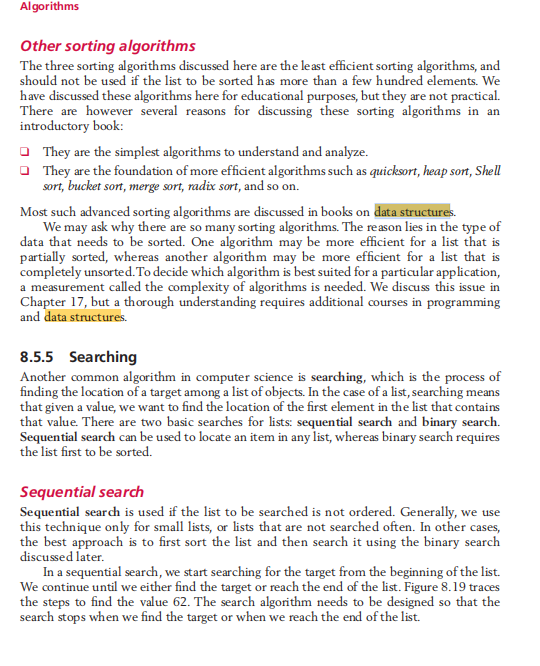 Algorithms
Other sorting algorithms
The three sorting algorithms discussed here are the least efficient sorting algorithms, and
should not be used if the list to be sorted has more than a few hundred elements. We
have discussed these algorithms here for educational purposes, but they are not practical.
There are however several reasons for discussing these sorting algorithms in an
introductory book:
❑ They are the simplest algorithms to understand and analyze.
❑ They are the foundation of more efficient algorithms such as quicksort, heap sort, Shell
sort, bucket sort, merge sort, radix sort, and so on.
Most such advanced sorting algorithms are discussed in books on data structures.
We may ask why there are so many sorting algorithms. The reason lies in the type of
data that needs to be sorted. One algorithm may be more efficient for a list that is
partially sorted, whereas another algorithm may be more efficient for a list that is
completely unsorted. To decide which algorithm is best suited for a particular application,
a measurement called the complexity of algorithms is needed. We discuss this issue in
Chapter 17, but a thorough understanding requires additional courses in programming
and data structures.
8.5.5 Searching
Another common algorithm in computer science is searching, which is the process of
finding the location of a target among a list of objects. In the case of a list, searching means
that given a value, we want to find the location of the first element in the list that contains
that value. There are two basic searches for lists: sequential search and binary search.
Sequential search can be used to locate an item in any list, whereas binary search requires
the list first to be sorted.
Sequential search
Sequential search is used if the list to be searched is not ordered. Generally, we use
this technique only for small lists, or lists that are not searched often. In other cases,
the best approach is to first sort the list and then search it using the binary search
discussed later.
In a sequential search, we start searching for the target from the beginning of the list.
We continue until we either find the target or reach the end of the list. Figure 8.19 traces
the steps to find the value 62. The search algorithm needs to be designed so that the
search stops when we find the target or when we reach the end of the list.